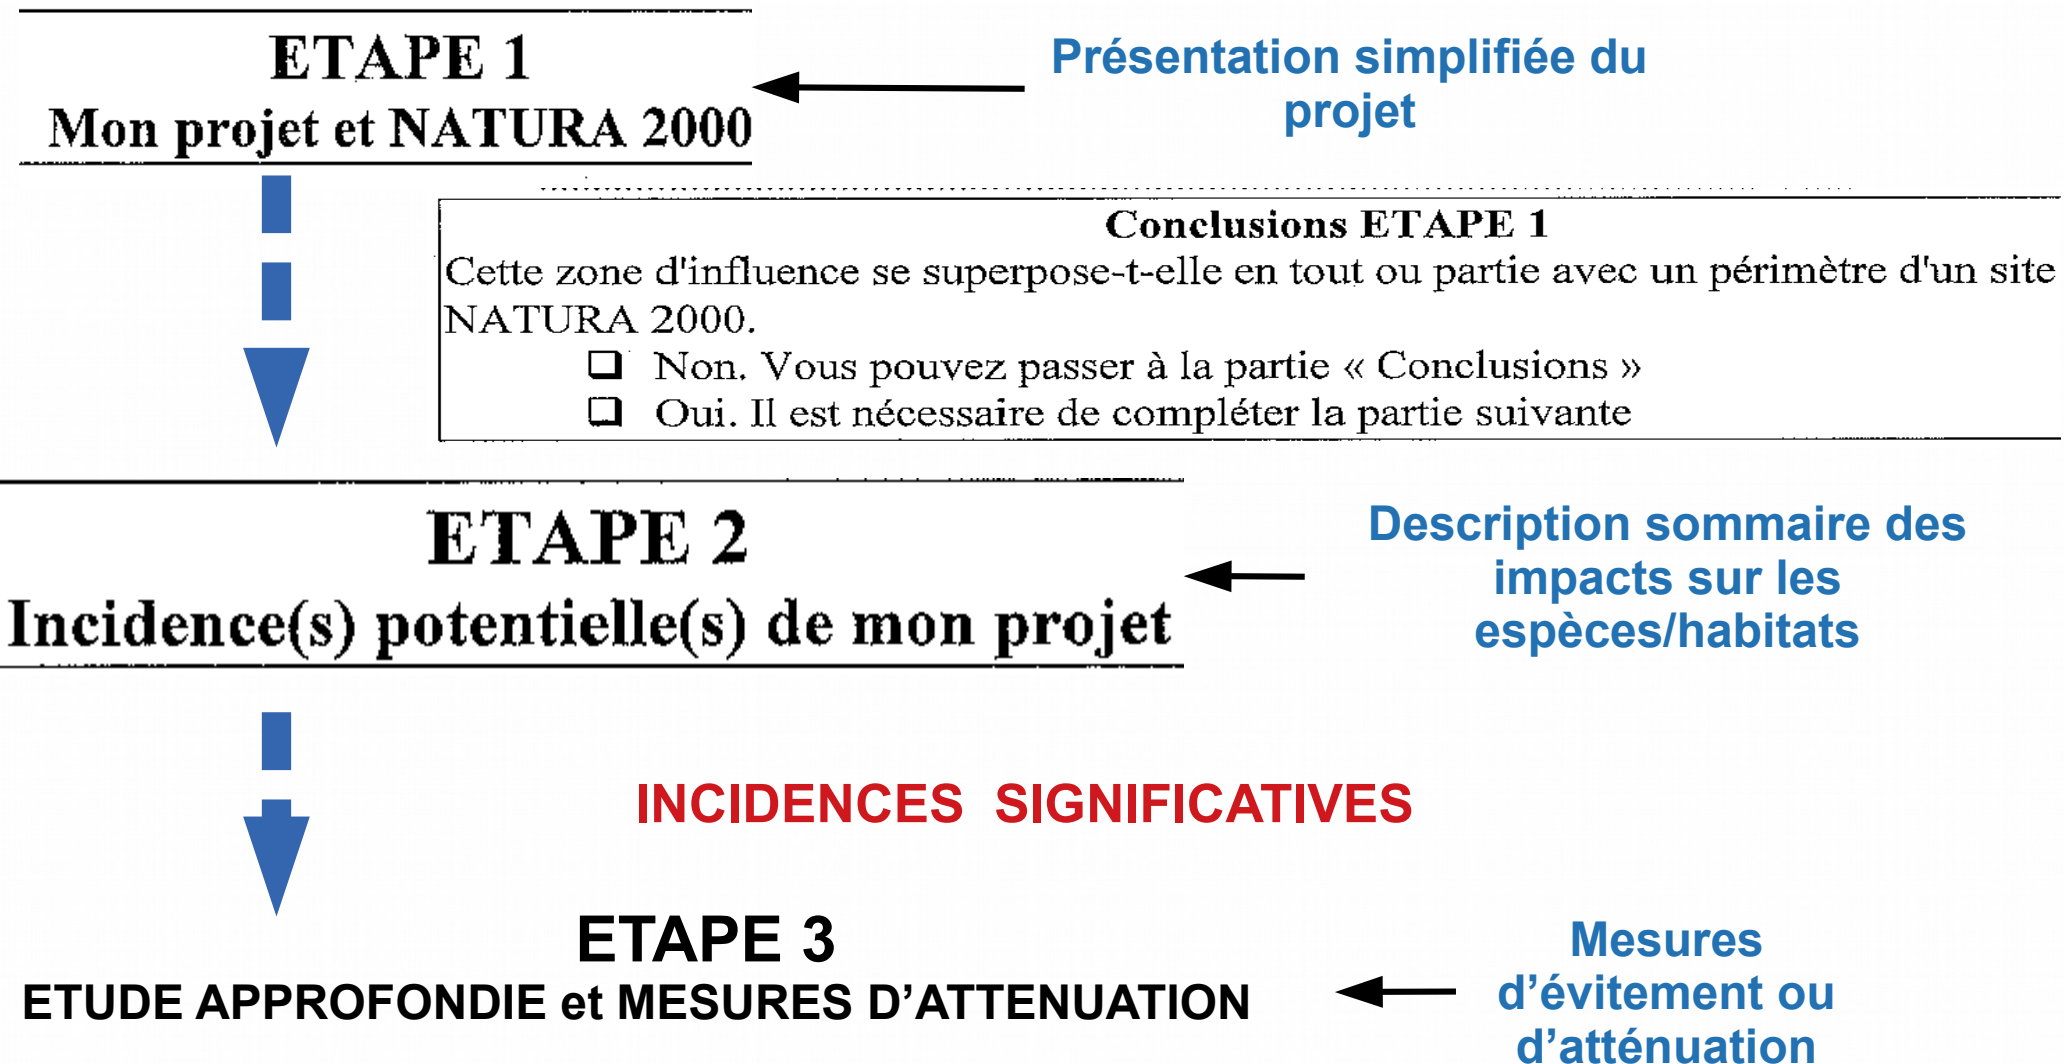 ETAPE 1
Mon projet et NATURA 2000
Présentation simplifiée du
projet
Conclusions ETAPE 1
Cette zone d'influence se superpose-t-elle en tout ou partie avec un périmètre d'un site
NATURA 2000.
❑ Non. Vous pouvez passer à la partie « Conclusions »
❑ Oui. Il est nécessaire de compléter la partie suivante
ETAPE 2
Incidence(s) potentielle(s) de mon projet
Description sommaire des
impacts sur les
espèces/habitats
INCIDENCES SIGNIFICATIVES
ETAPE 3
ETUDE APPROFONDIE et MESURES D’ATTENUATION
Mesures
d’évitement ou
d’atténuation